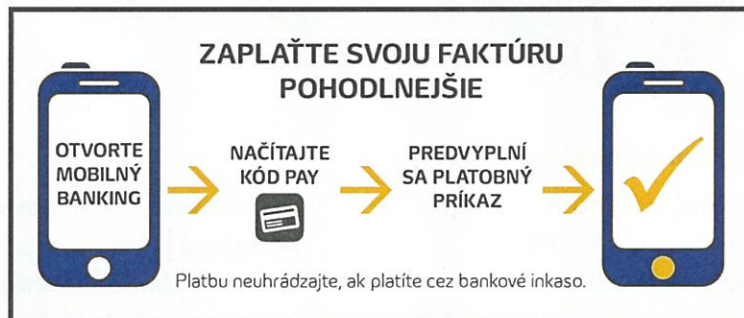 ZAPLAŤTE SVOJU FAKTÚRU
POHODLNEJŠIE
OTVORTE
MOBILNÝ
BANKING
NAČÍTAJTE
KÓD PAY
PREDVYPLNÍ
SA PLATOBNÝ
PRÍKAZ
Platbu neuhrádzajte, ak platíte cez bankové inkaso.